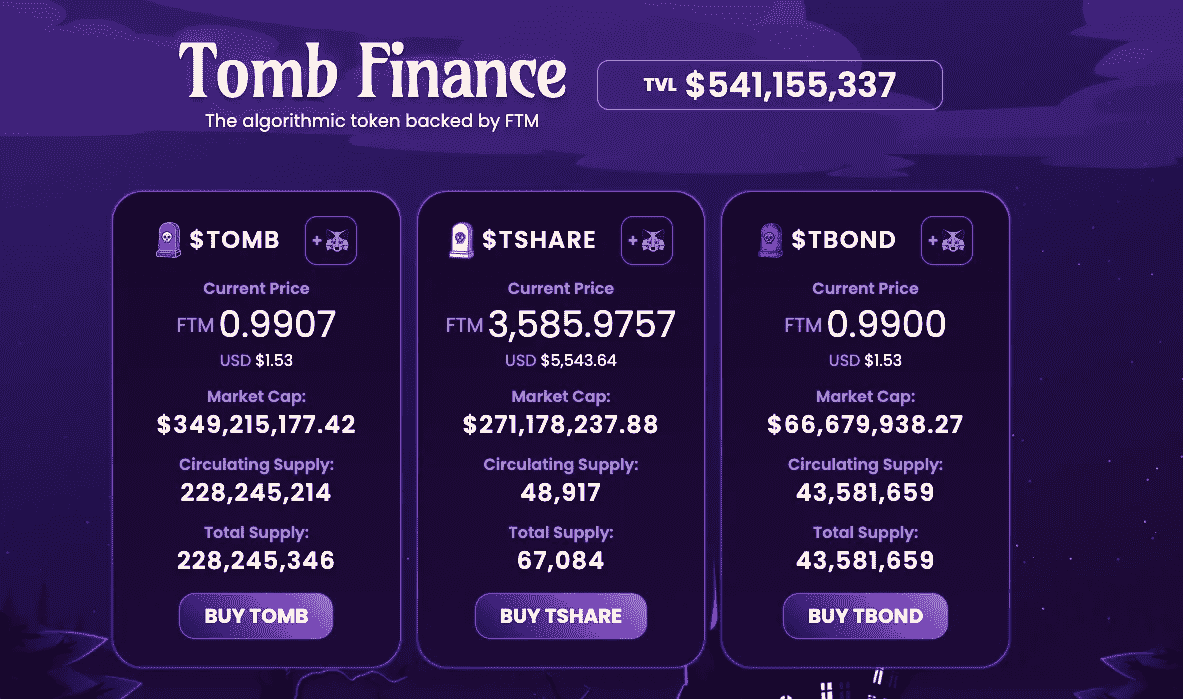 Tomb Finance
TVL $541,155,337
The algorithmic token backed by FTM
$TOMB
+
Current Price
FTM 0.9907
USD $1.53
Market Cap:
$349,215,177.42
Circulating Supply:
228,245,214
Total Supply:
228,245,346
BUY TOMB
$TSHARE
+
Current Price
FTM 3,585.9757
USD $5,543.64
Market Cap:
$271,178,237.88
Circulating Supply:
48,917
Total Supply:
67,084
BUY TSHARE
$TBOND
+
Current Price
FTM 0.9900
USD $1.53
Market Cap:
$66,679,938.27
Circulating Supply:
43,581,659
Total Supply:
43,581,659
BUY TBOND